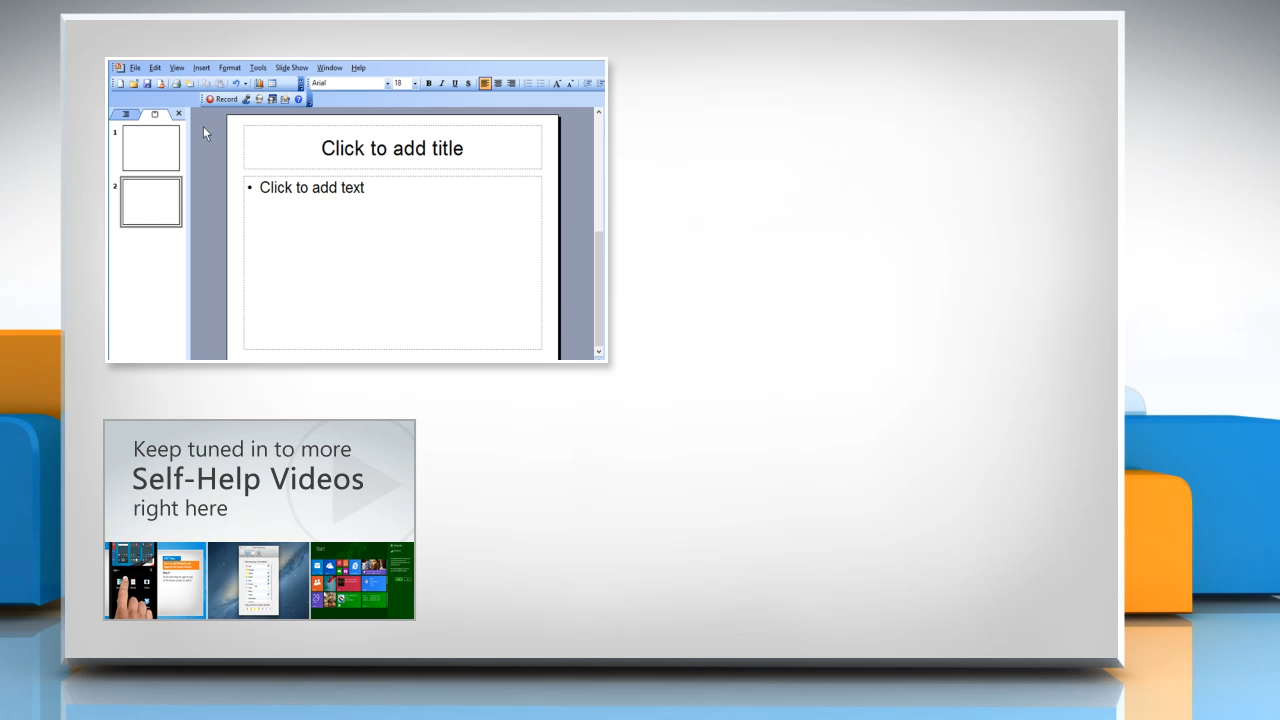 File Edit View Insert Format Tools Slide Show Window Help
Arial 18 B I U S A A
Record
1
Click to add title
2
• Click to add text
Keep tuned in to more
Self-Help Videos
right here
Start